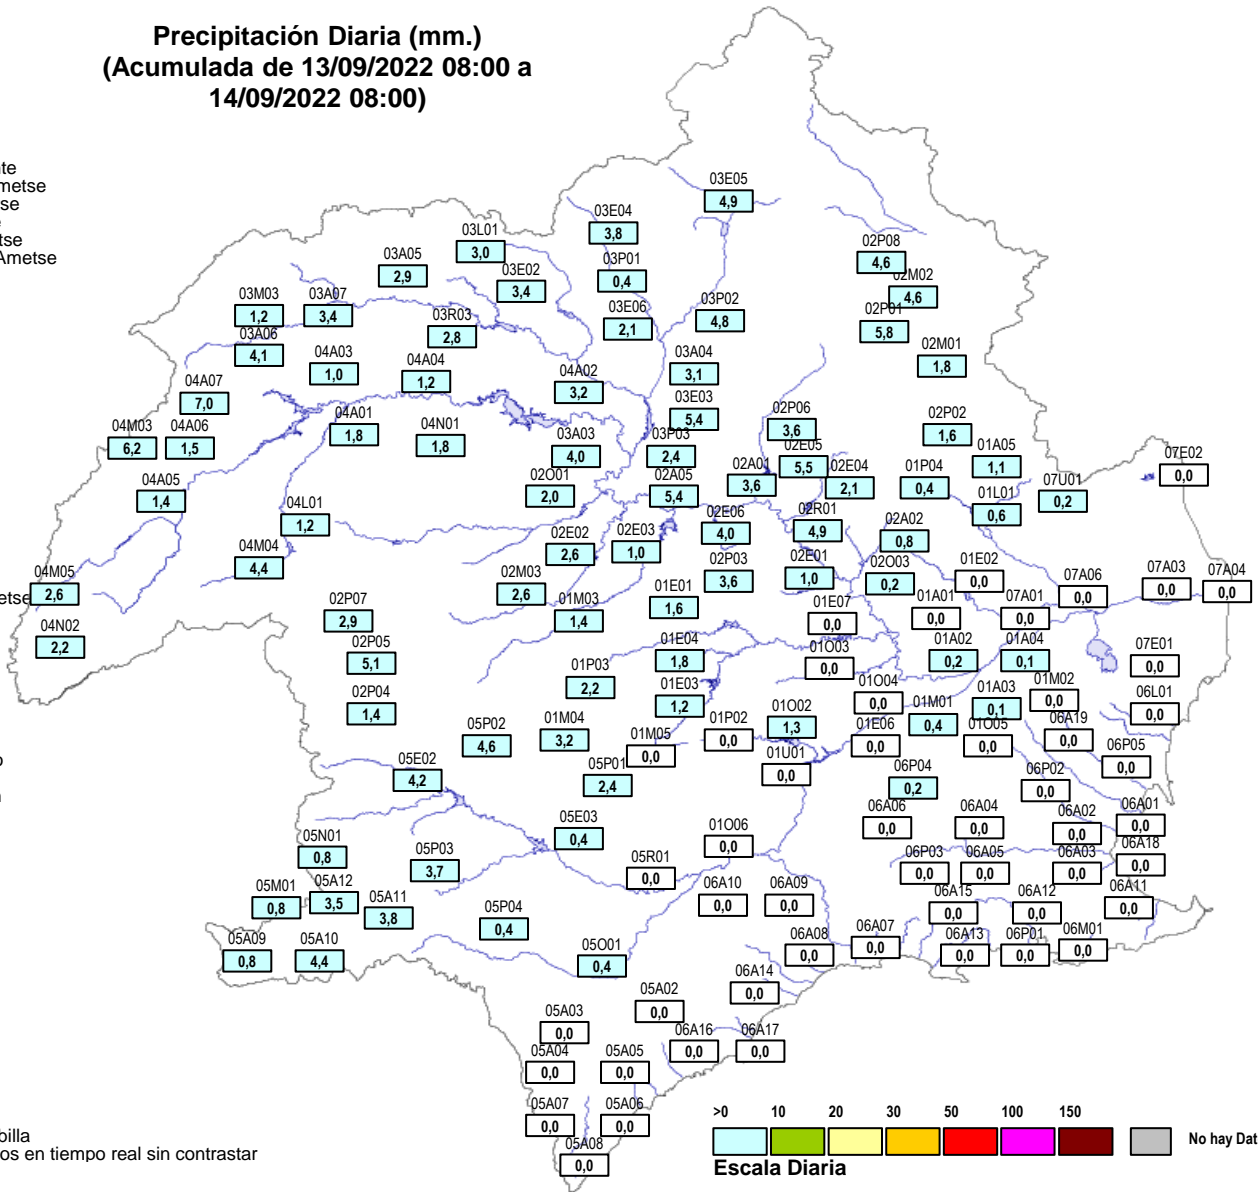 Precipitación Diaria (mm.)
(Acumulada de 13/09/2022 08:00 a
14/09/2022 08:00)
nte
metse
tse
e
tse
Ametse
03E05
4,9
03E04
3,8
03L01
3,0
02P08
4,6
03A05
2,9
03P01
0,4
03E02
3,4
02M02
4,6
03M03
1,2
03A07
3,4
03E06
2,1
03P02
4,8
02P01
5,8
03R03
2,8
03A06
4,1
02M01
1,8
04A03
1,0
04A04
1,2
03A04
3,1
04A02
3,2
04A07
7,0
03E03
5,4
04A01
1,8
02P06
3,6
02P02
1,6
04M03
6,2
04A06
1,5
04N01
1,8
03A03
4,0
03P03
2,4
02E05
5,5
01A05
1,1
07E02
0,0
02O01
2,0
02A05
5,4
02A01
3,6
02E04
2,1
01P04
0,4
07U01
0,2
04A05
1,4
01L01
0,6
04L01
1,2
02E06
4,0
02R01
4,9
02A02
0,8
02E02
2,6
02E03
1,0
04M04
4,4
02P03
3,6
02E01
1,0
02O03
0,2
01E02
0,0
07A03
0,0
07A04
0,0
04M05
2,6
etse
02M03
2,6
01E01
1,6
07A06
0,0
02P07
2,9
01M03
1,4
01E07
0,0
01A01
0,0
07A01
0,0
04N02
2,2
02P05
5,1
01E04
1,8
01O03
0,0
01A02
0,2
01A04
0,1
07E01
0,0
01P03
2,2
01E03
1,2
01O04
0,0
01A03
0,1
01M02
0,0
06L01
0,0
02P04
1,4
01O02
1,3
01M01
0,4
05P02
4,6
01M04
3,2
01M05
0,0
01P02
0,0
01E06
0,0
01O05
0,0
06A19
0,0
06P05
0,0
05E02
4,2
05P01
2,4
01U01
0,0
06P04
0,2
06P02
0,0
05E03
0,4
01O06
0,0
06A06
0,0
06A04
0,0
06A02
0,0
06A01
0,0
05N01
0,8
05P03
3,7
05R01
0,0
06P03
0,0
06A05
0,0
06A03
0,0
06A18
0,0
05M01
0,8
05A12
3,5
05A11
3,8
06A10
0,0
06A09
0,0
06A15
0,0
06A12
0,0
06A11
0,0
05P04
0,4
05A09
0,8
05A10
4,4
05O01
0,4
06A08
0,0
06A07
0,0
06A13
0,0
06P01
0,0
06M01
0,0
06A14
0,0
05A02
0,0
05A03
0,0
06A16
0,0
06A17
0,0
05A04
0,0
05A05
0,0
05A07
0,0
05A06
0,0
05A08
0,0
>0 10 20 30 50 100 150
No hay Dat
Escala Diaria
billa
os en tiempo real sin contrastar